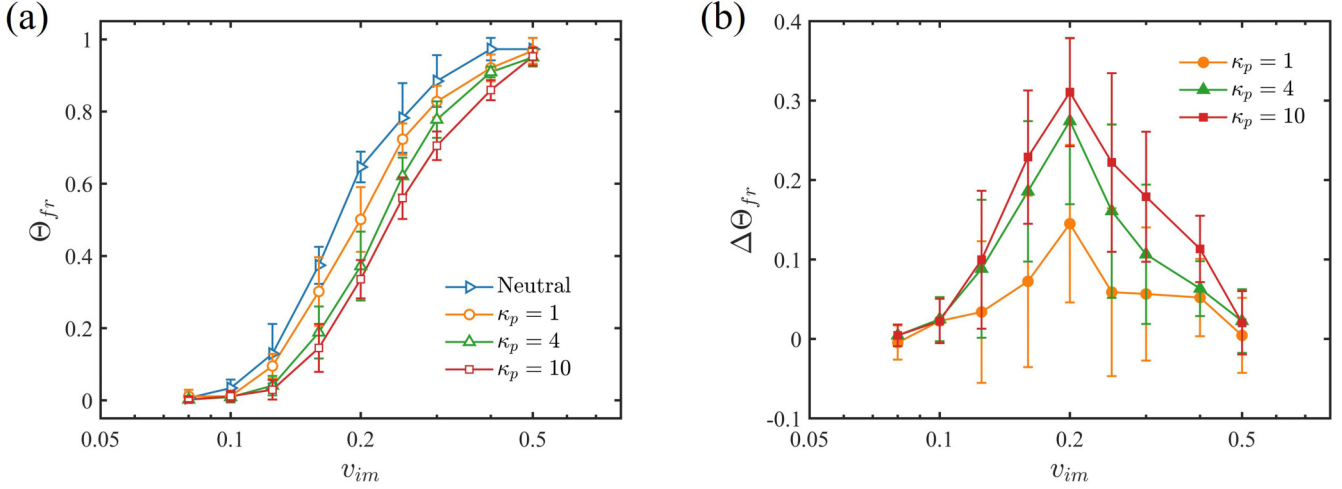 (a)
1
0.8
0.6
0.4
0.2
0
Θ_fr
Neutral
κ_p = 1
κ_p = 4
κ_p = 10
0.05 0.1 0.2 0.5
v_im
(b)
0.4
0.3
0.2
0.1
0
-0.1
ΔΘ_fr
κ_p = 1
κ_p = 4
κ_p = 10
0.05 0.1 0.2 0.5
v_im